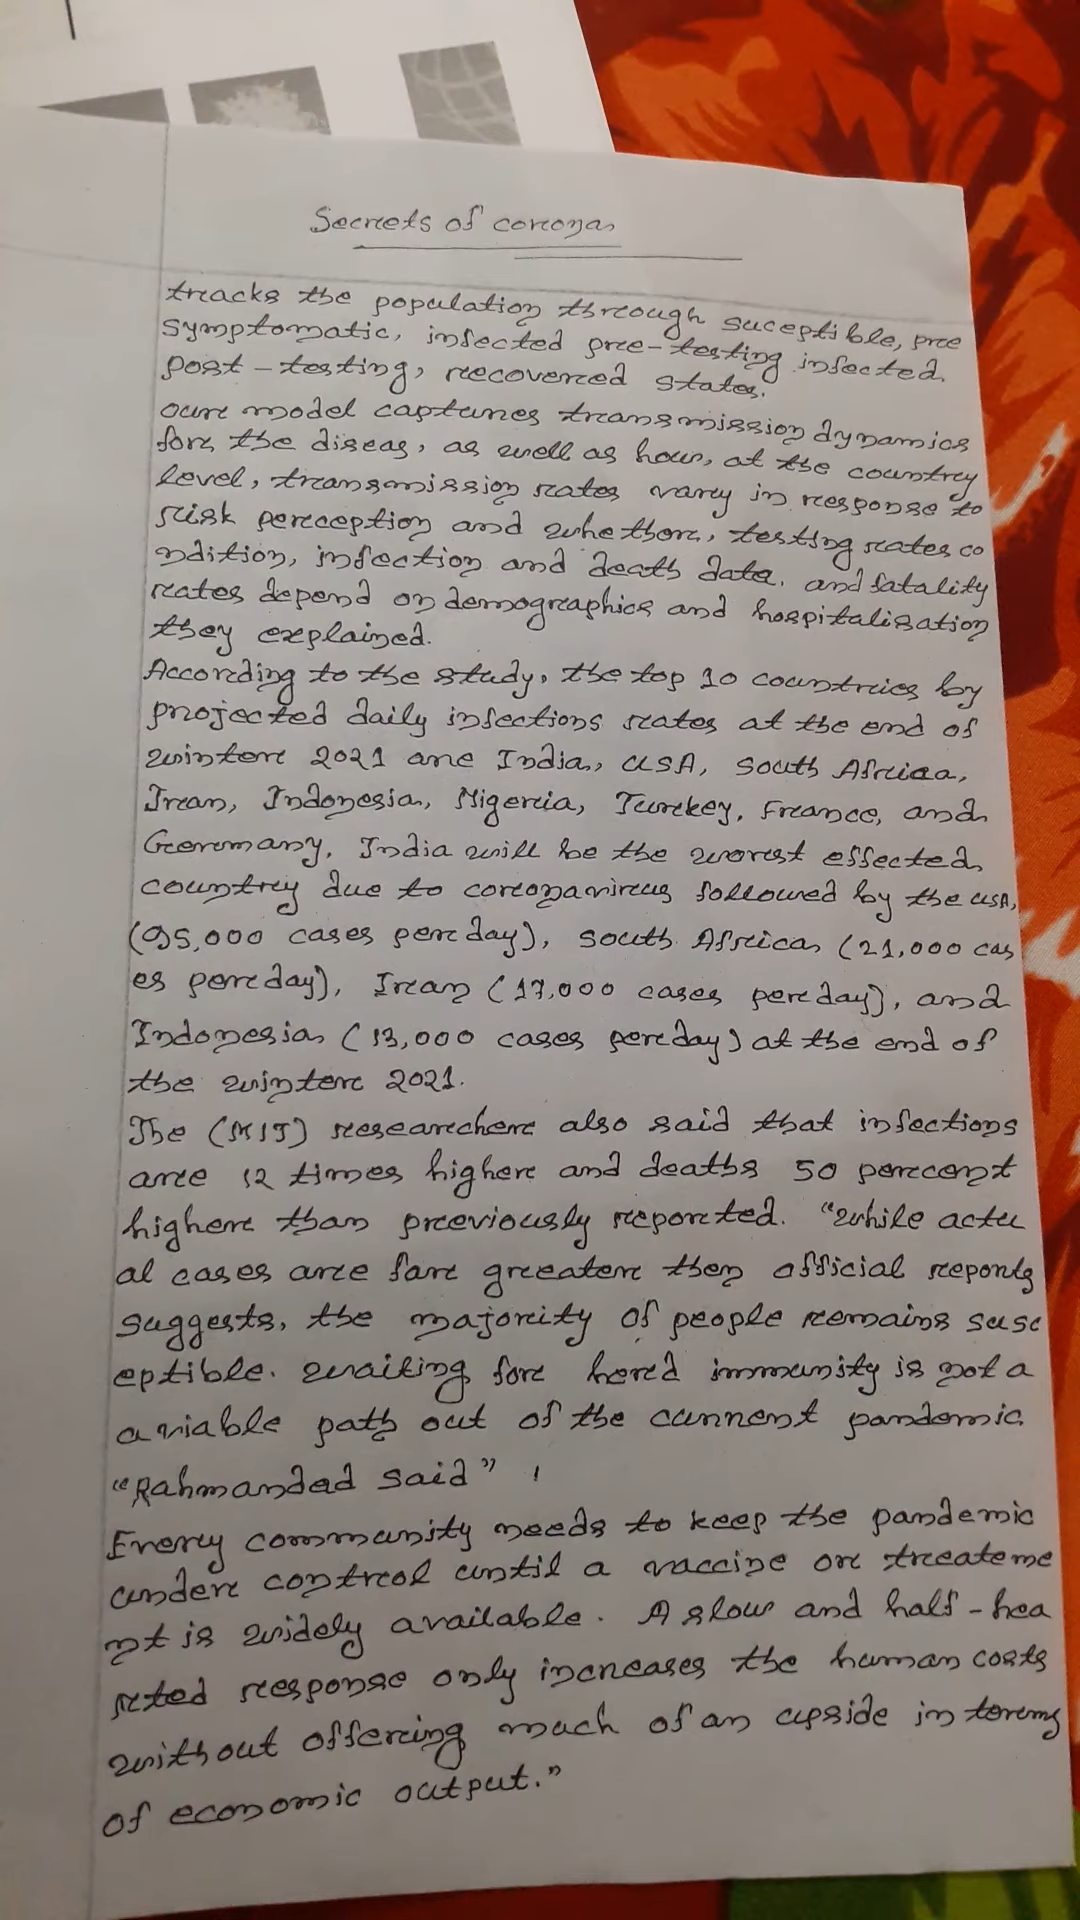 Secrets of corona
tracks the population through suceptible, pre
symptomatic, infected pre-testing infected
post-testing, recovered states.
our model captures transmission dynamics
for the diseas, as well as how, at the country
level, transmission rates vary in response to
risk perception and whether, testing rates co
ndition, infection and death data. and fatality
rates depend on demographics and hospitalisation
they explained.
According to the study, the top 10 countries by
projected daily infections rates at the end of
winter 2021 are India, USA, South Africa,
Iran, Indonesia, Nigeria, Turkey, France, and
Germany. India will be the worst effected
country due to coronavirus followed by the USA,
(95,000 cases per day), South Africa (21,000 cas
es per day), Iran (17,000 cases per day), and
Indonesia (13,000 cases per day) at the end of
the winter 2021.
The (MIT) researcher also said that infections
are 12 times higher and deaths 50 percent
higher than previously reported. "while actu
al cases are far greater then official reports
suggests, the majority of people remains susc
eptible. waiting for herd immunity is not a
a viable path out of the current pandemic
"Rahmandad said"
Every community needs to keep the pandemic
under control until a vaccine or treateme
nt is widely available. A slow and half-hea
rted response only increases the human costs
without offering much of an upside in terms
of economic output."